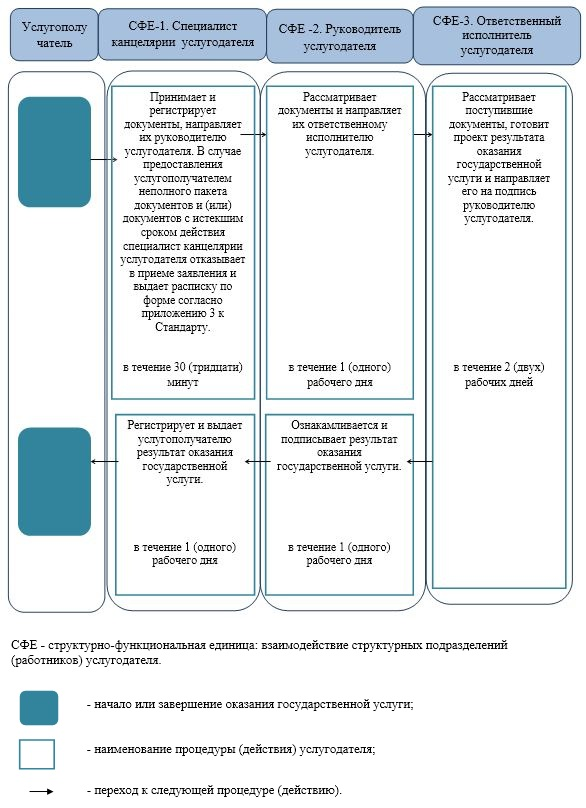 Услугополу
чатель
СФЕ-1. Специалист
канцелярии услугодателя
СФЕ -2. Руководитель
услугодателя
СФЕ-3. Ответственный
исполнитель
услугодателя
Принимает и
регистрирует
документы, направляет
их руководителю
услугодателя. В случае
предоставления
услугополучателем
неполного пакета
документов и (или)
документов с истекшим
сроком действия
специалист канцелярии
услугодателя отказывает
в приеме заявления и
выдает расписку по
форме согласно
приложению 3 к
Стандарту.
в течение 30 (тридцати)
минут
Рассматривает
документы и направляет
их ответственному
исполнителю
услугодателя.
в течение 1 (одного)
рабочего дня
Рассматривает
поступившие
документы, готовит
проект результата
оказания
государственной
услуги и направляет
его на подпись
руководителю
услугодателя.
в течение 2 (двух)
рабочих дней
Регистрирует и выдает
услугополучателю
результат оказания
государственной
услуги.
в течение 1 (одного)
рабочего дня
Ознакамливается и
подписывает результат
оказания
государственной услуги.
в течение 1 (одного)
рабочего дня
СФЕ - структурно-функциональная единица: взаимодействие структурных подразделений
(работников) услугодателя.
- начало или завершение оказания государственной услуги;
- наименование процедуры (действия) услугодателя;
- переход к следующей процедуре (действию).